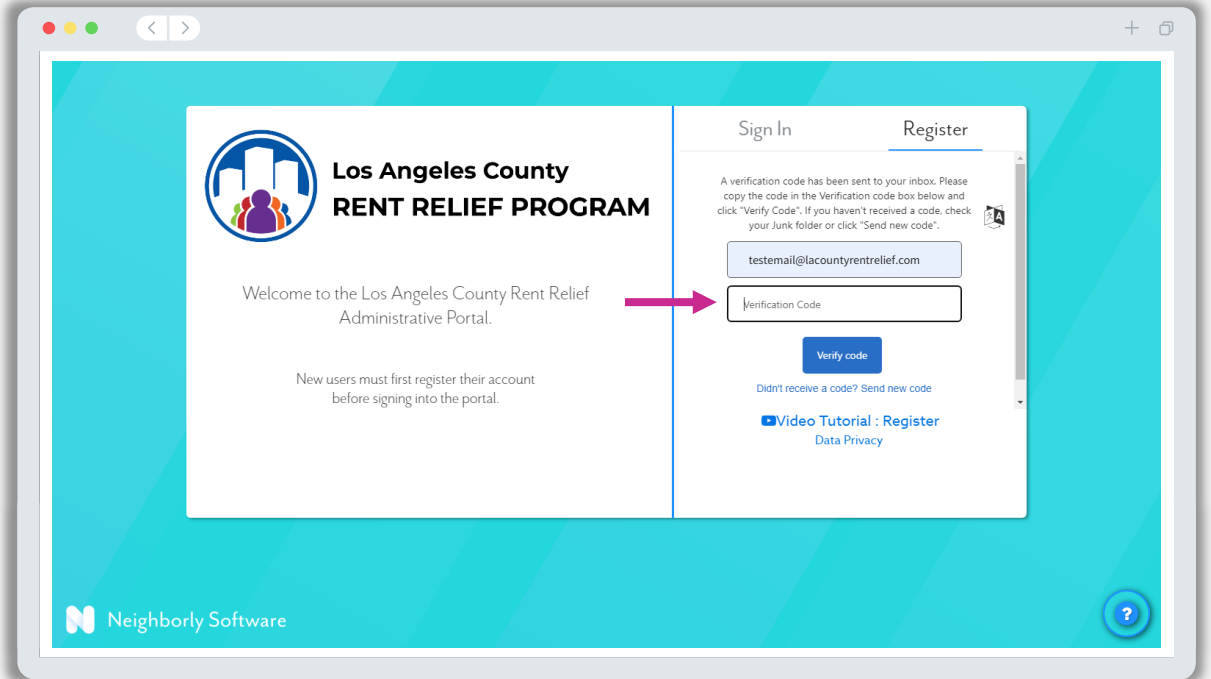 Los Angeles County
RENT RELIEF PROGRAM
Welcome to the Los Angeles County Rent Relief
Administrative Portal.
New users must first register their account
before signing into the portal.
Sign In
Register
A verification code has been sent to your inbox. Please
copy the code in the Verification code box below and
click "Verify Code". If you haven't received a code, check
your Junk folder or click "Send new code".
A
testemail@lacountyrentrelief.com
Verification Code
Verify code
Didn't receive a code? Send new code
Video Tutorial : Register
Data Privacy
N Neighborly Software
?